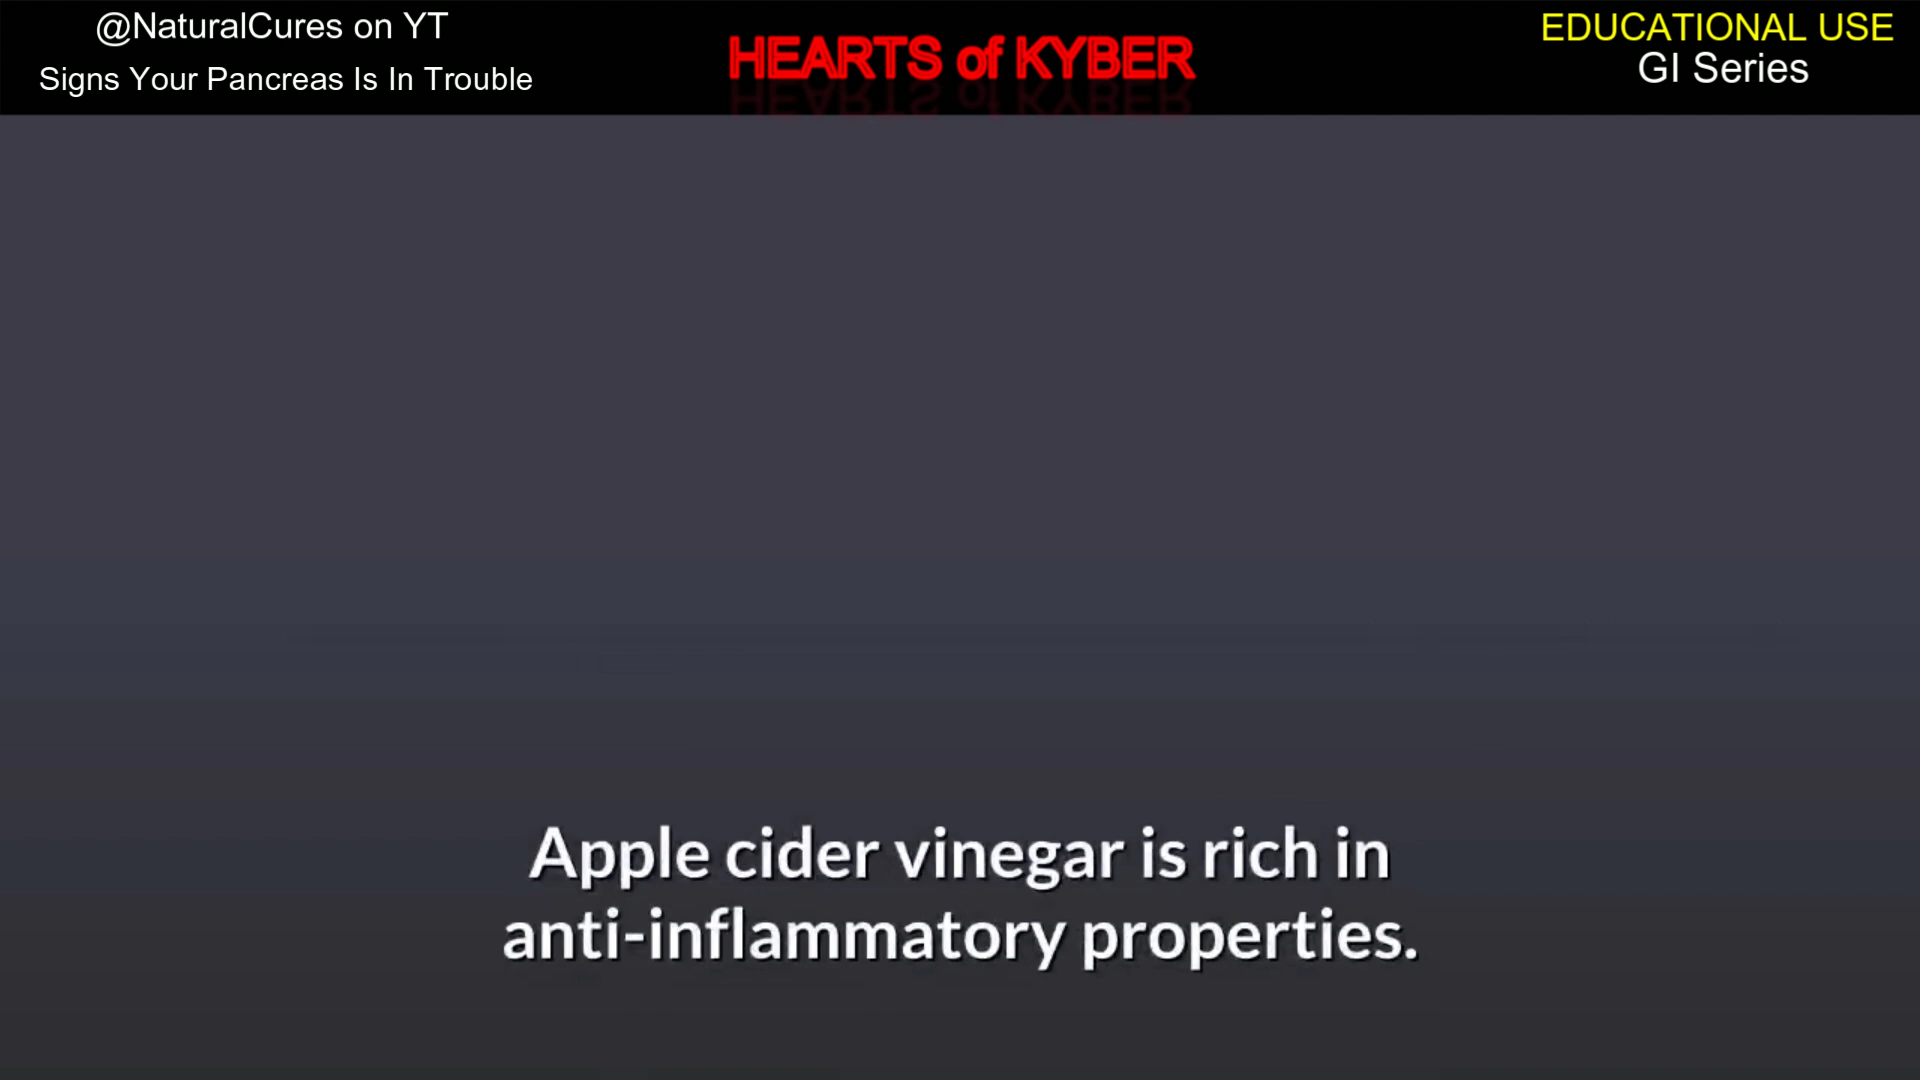 @NaturalCures on YT
Signs Your Pancreas Is In Trouble
HEARTS of KYBER
EDUCATIONAL USE
GI Series
Apple cider vinegar is rich in
anti-inflammatory properties.